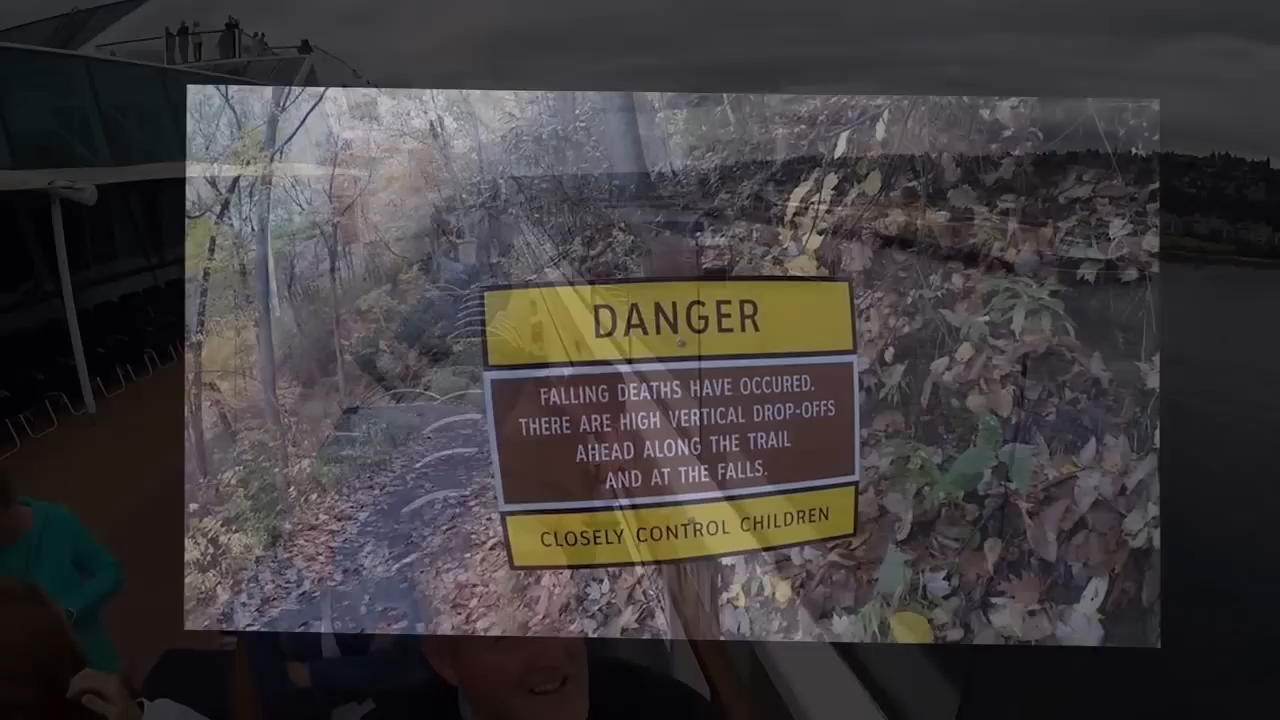 DANGER
FALLING DEATHS HAVE OCCURED.
THERE ARE HIGH VERTICAL DROP-OFFS
AHEAD ALONG THE TRAIL
AND AT THE FALLS.
CLOSELY CONTROL CHILDREN